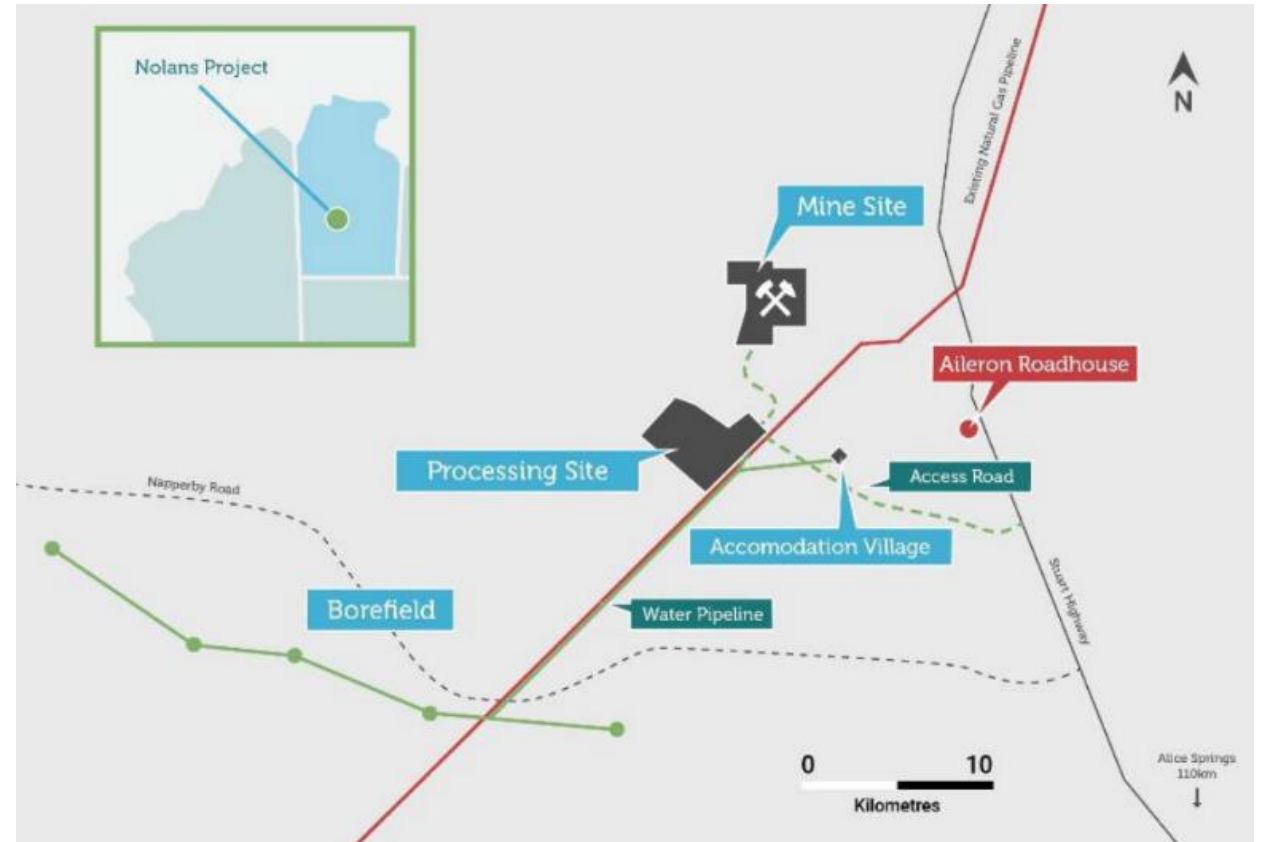 Nolans Project
N
Existing Natural Gas Pipeline
Mine Site
Aileron Roadhouse
Processing Site
Access Road
Napperby Road
Accomodation Village
Borefield
Water Pipeline
Stuart Highway
0 10
Kilometres
Alice Springs
110km